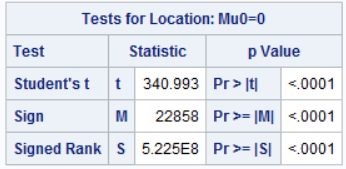 Tests for Location: Mu0=0
Test Statistic p Value
Student's t t 340.993 Pr > |t| <.0001
Sign M 22858 Pr >= |M| <.0001
Signed Rank S 5.225E8 Pr >= |S| <.0001